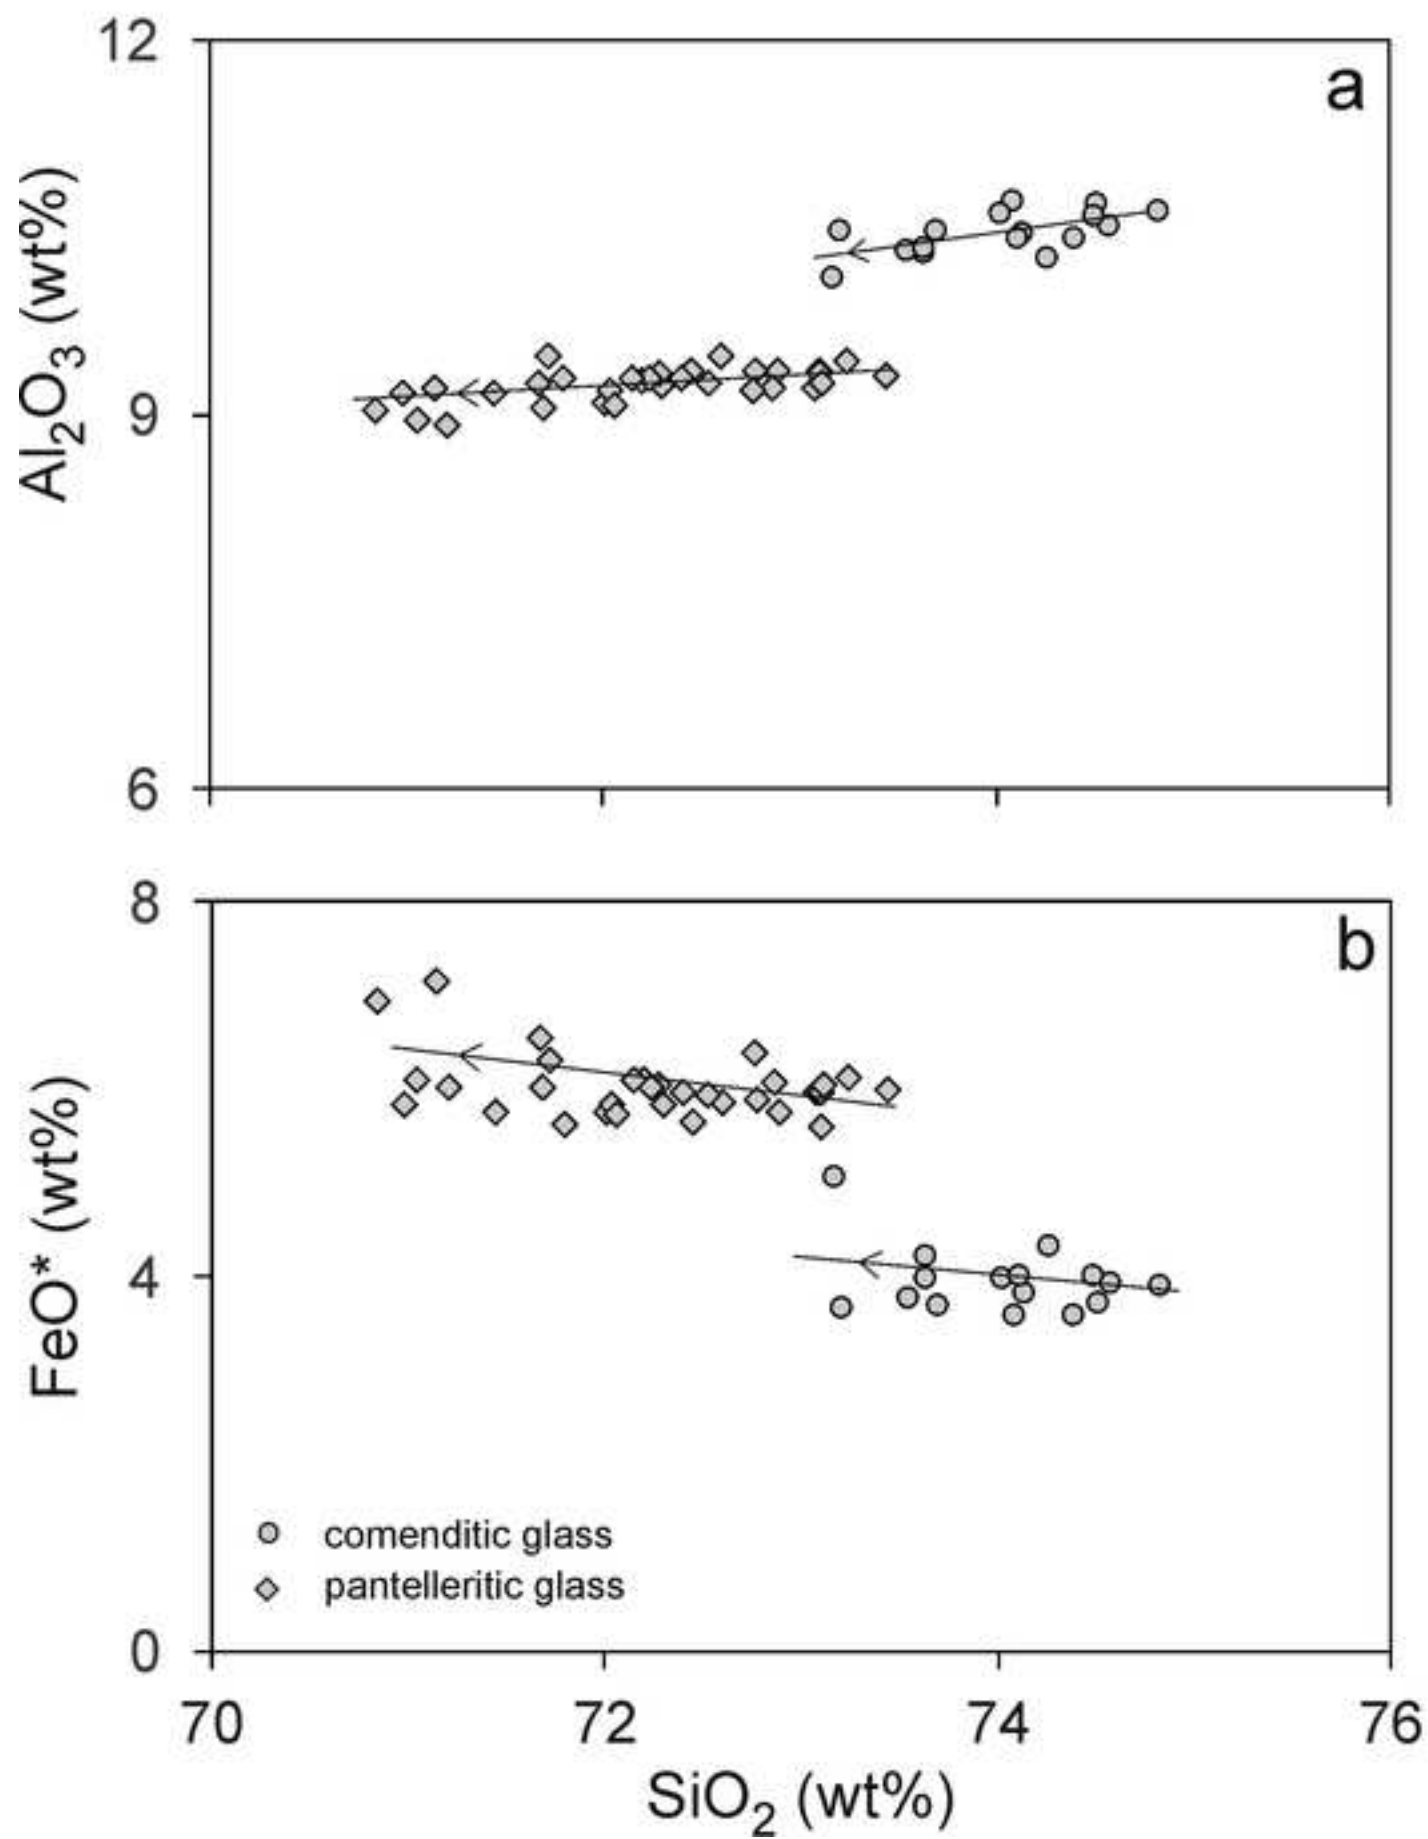 12
a
Al₂O₃ (wt%)
9
6
8
b
FeO* (wt%)
4
comenditic glass
pantelleritic glass
0
70 72 74 76
SiO₂ (wt%)